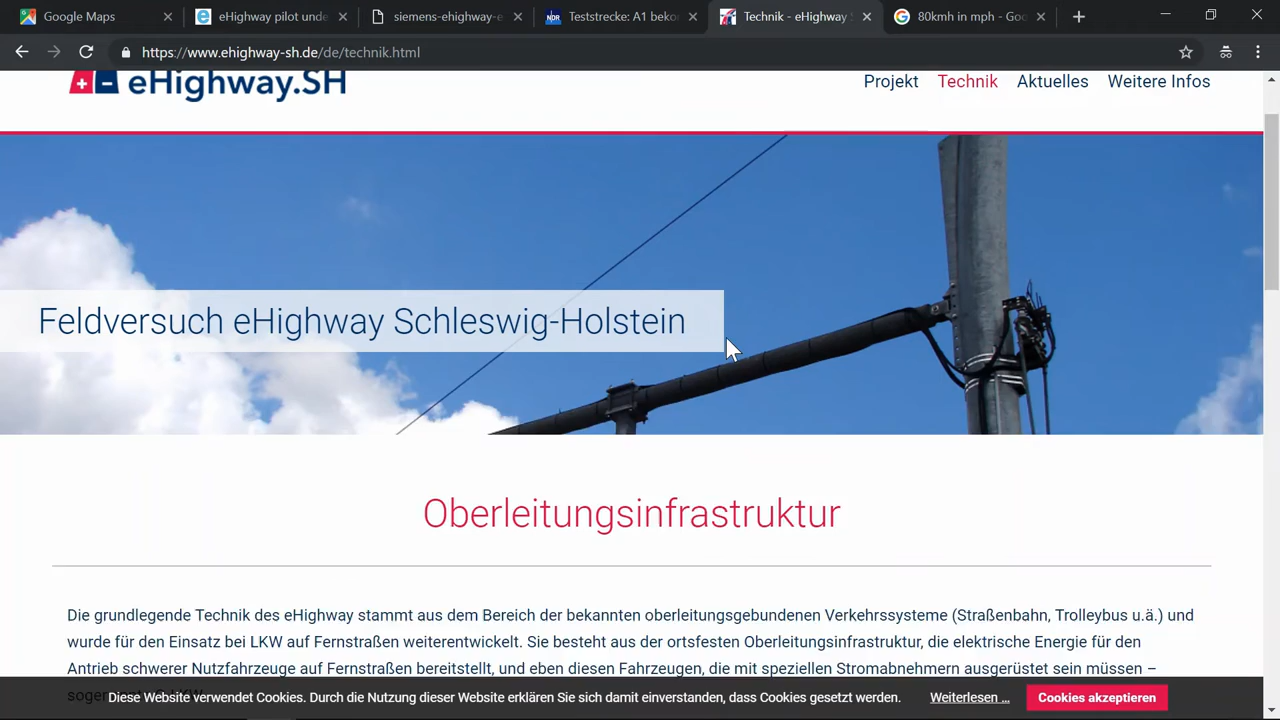 Google Maps
eHighway pilot unde
siemens-ehighway-e
NDR
Teststrecke: A1 beko
Technik - eHighway S
80kmh in mph - Goo
https://www.ehighway-sh.de/de/technik.html
eHighway.SH
Projekt Technik Aktuelles Weitere Infos
Feldversuch eHighway Schleswig-Holstein
Oberleitungsinfrastruktur
Die grundlegende Technik des eHighway stammt aus dem Bereich der bekannten oberleitungsgebundenen Verkehrssysteme (Straßenbahn, Trolleybus u.ä.) und
wurde für den Einsatz bei LKW auf Fernstraßen weiterentwickelt. Sie besteht aus der ortsfesten Oberleitungsinfrastruktur, die elektrische Energie für den
Antrieb schwerer Nutzfahrzeuge auf Fernstraßen bereitstellt, und eben diesen Fahrzeugen, die mit speziellen Stromabnehmern ausgerüstet sein müssen –
Diese Website verwendet Cookies. Durch die Nutzung dieser Website erklären Sie sich damit einverstanden, dass Cookies gesetzt werden. Weiterlesen ... Cookies akzeptieren